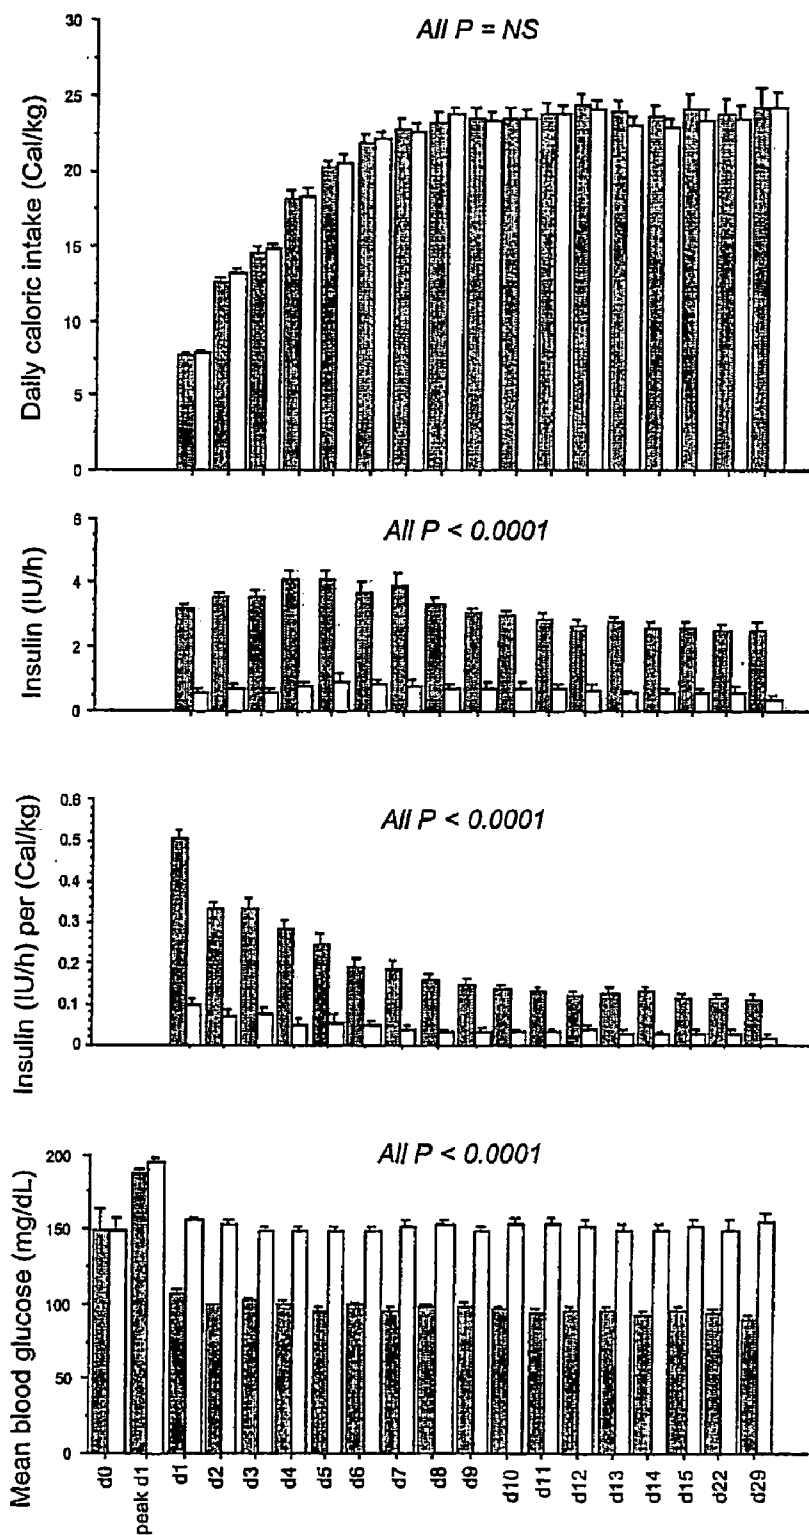 All P = NS
Daily caloric intake (Cal/kg)
30
25
20
15
10
5
0
All P < 0.0001
Insulin (IU/h)
6
4
2
0
All P < 0.0001
Insulin (IU/h) per (Cal/kg)
0.6
0.5
0.4
0.3
0.2
0.1
0
All P < 0.0001
Mean blood glucose (mg/dL)
200
150
100
50
0
d0
peak d1
d1
d2
d3
d4
d5
d6
d7
d8
d9
d10
d11
d12
d13
d14
d15
d22
d29